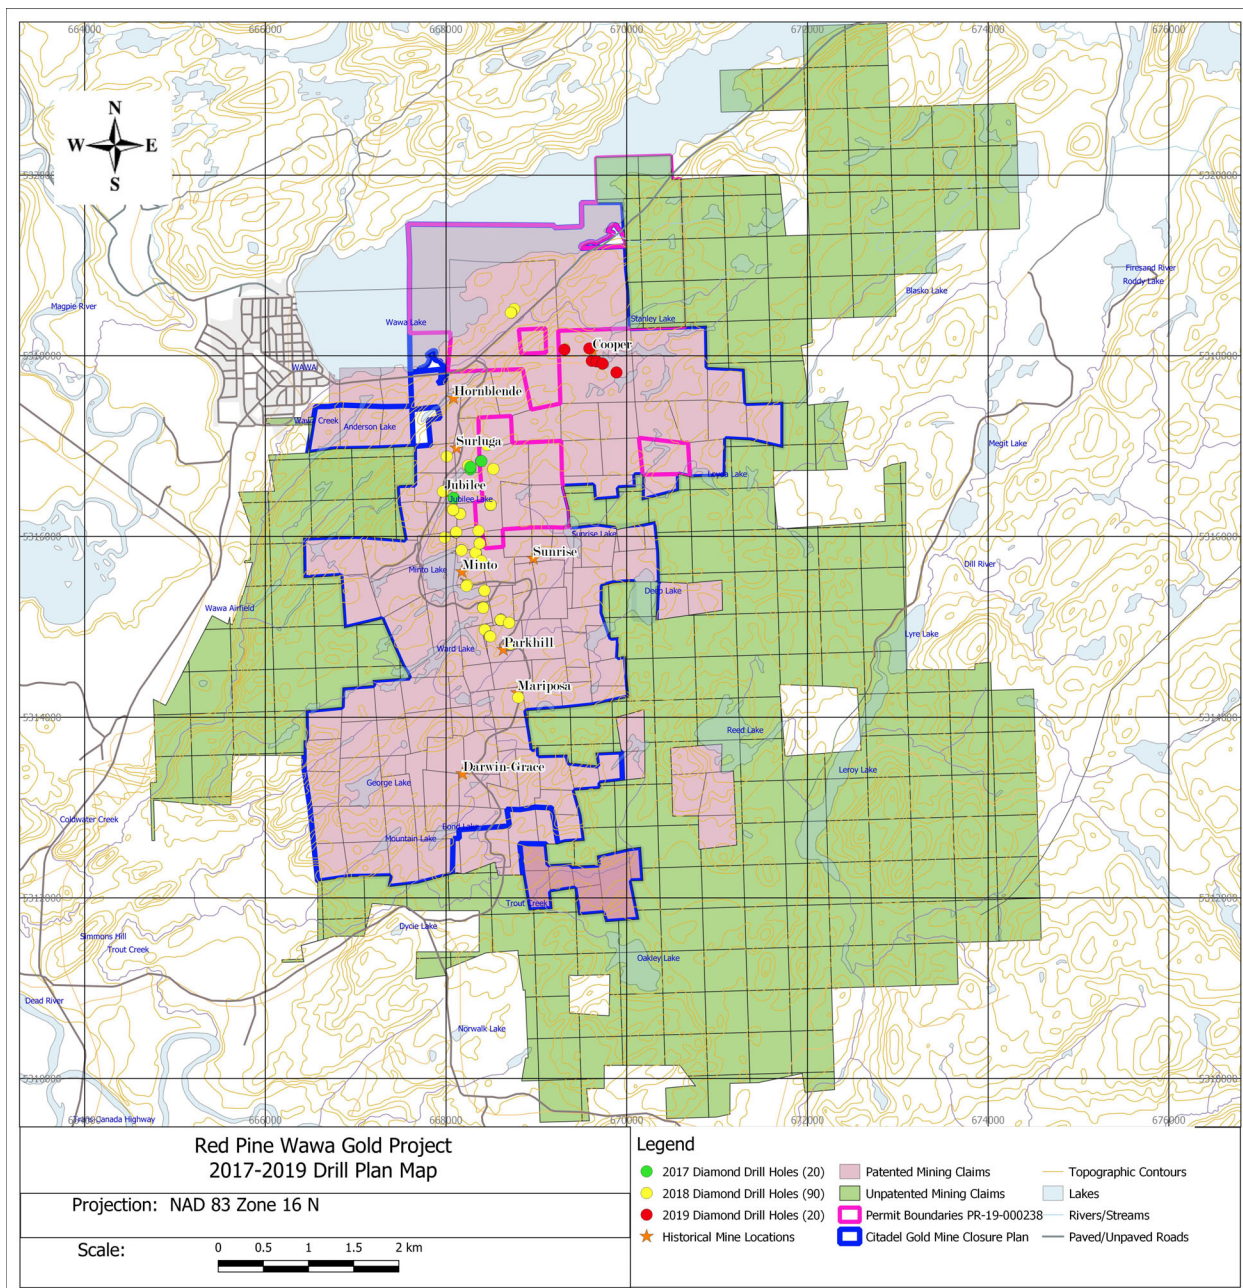 664000 666000 668000 670000 672000 674000 676000
N
W E
S
5320000 5320000
Firesand River
Roddy Lake
Blasko Lake
Magpie River
Wawa Lake
Stanley Lake
Cooper
WAWA
Hornblende
Wawa Creek
Anderson Lake
Surluga
Megit Lake
Loyca Lake
Jubilee
Jubilee Lake
Sunrise Lake
Sunrise
Minto
Minto Lake
Dill River
Deep Lake
Wawa Airfield
Lyre Lake
Parkhill
Ward Lake
Mariposa
5314000 5314000
Reed Lake
Darwin-Grace
Leroy Lake
George Lake
Coldwater Creek
Bond Lake
Mountain Lake
5312000 5312000
Trout Creek
Dycie Lake
Simmons Hill
Trout Creek
Oakley Lake
Dead River
Norwalk Lake
5310000 5310000
Trans-Canada Highway
666000 668000 670000 672000 674000 676000
Red Pine Wawa Gold Project
2017-2019 Drill Plan Map
Projection: NAD 83 Zone 16 N
Scale:
0 0.5 1 1.5 2 km
Legend
2017 Diamond Drill Holes (20)
2018 Diamond Drill Holes (90)
2019 Diamond Drill Holes (20)
Historical Mine Locations
Patented Mining Claims
Unpatented Mining Claims
Permit Boundaries PR-19-000238
Citadel Gold Mine Closure Plan
Topographic Contours
Lakes
Rivers/Streams
Paved/Unpaved Roads